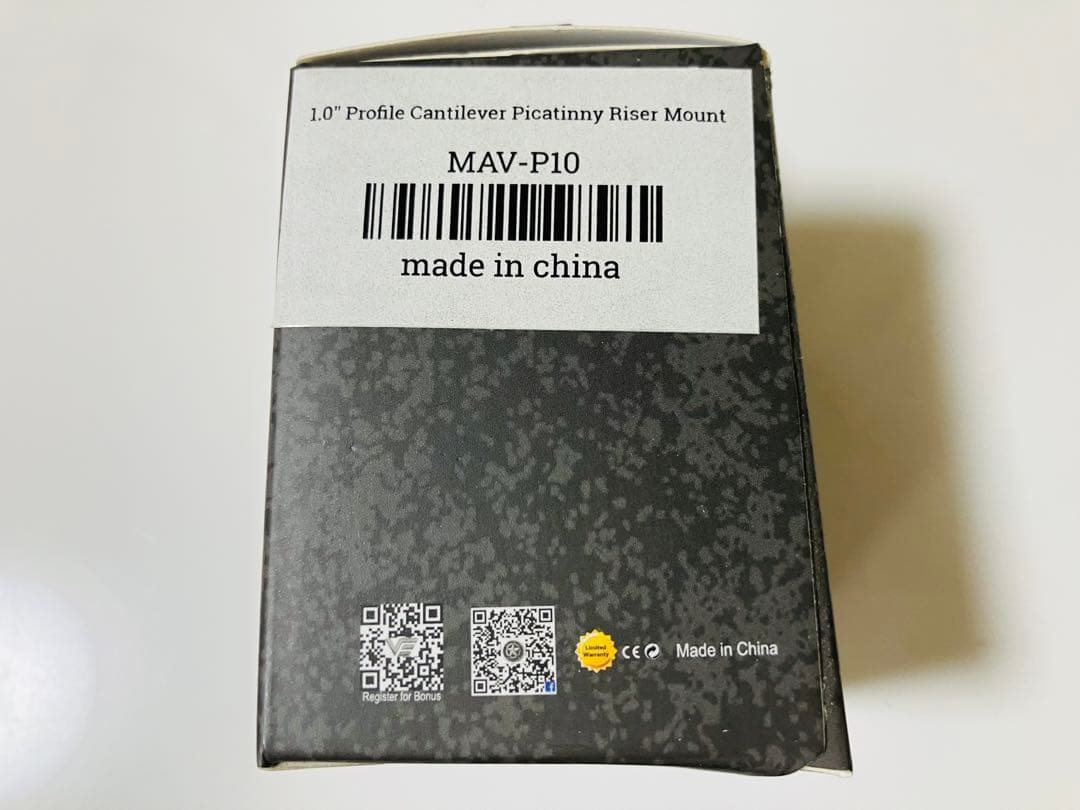 1.0" Profile Cantilever Picatinny Riser Mount
MAV-P10
made in china
Limited
Warranty
CE
Made in China
Register for Bonus